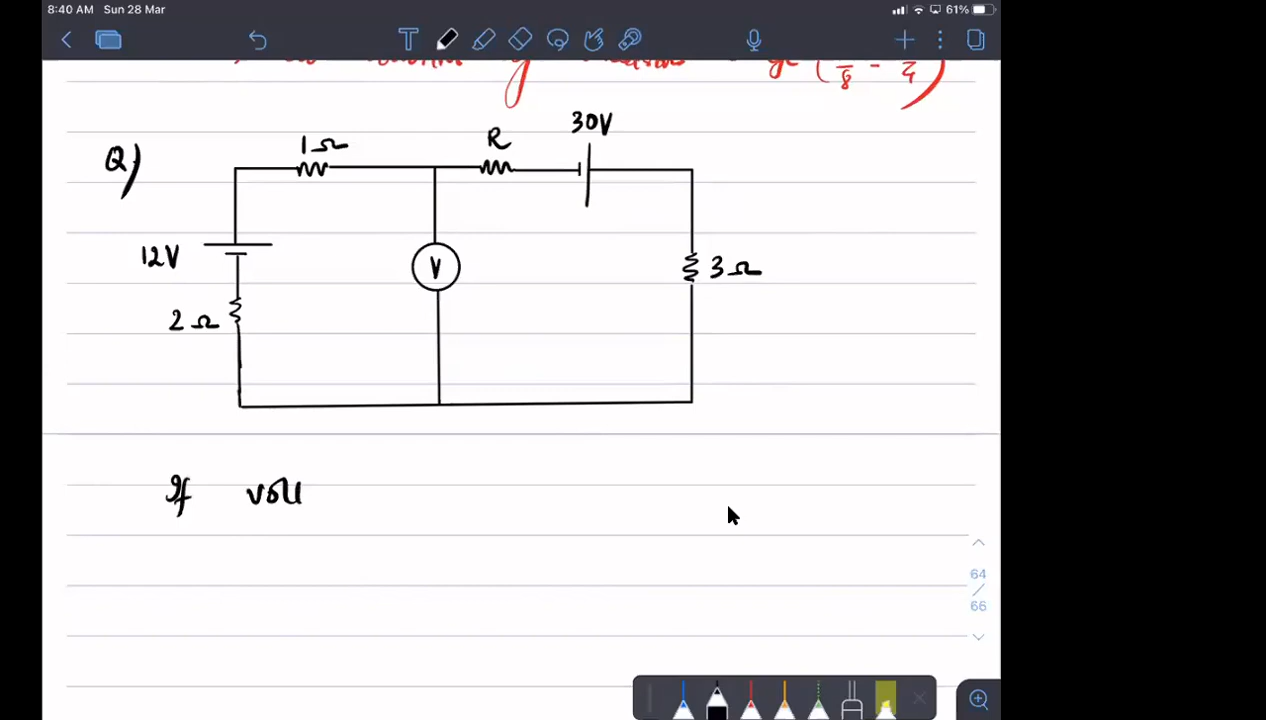 8:40 AM Sun 28 Mar 61%
T
Q)
1Ω
R
30V
12V
V
3Ω
2Ω
If
64
/
66